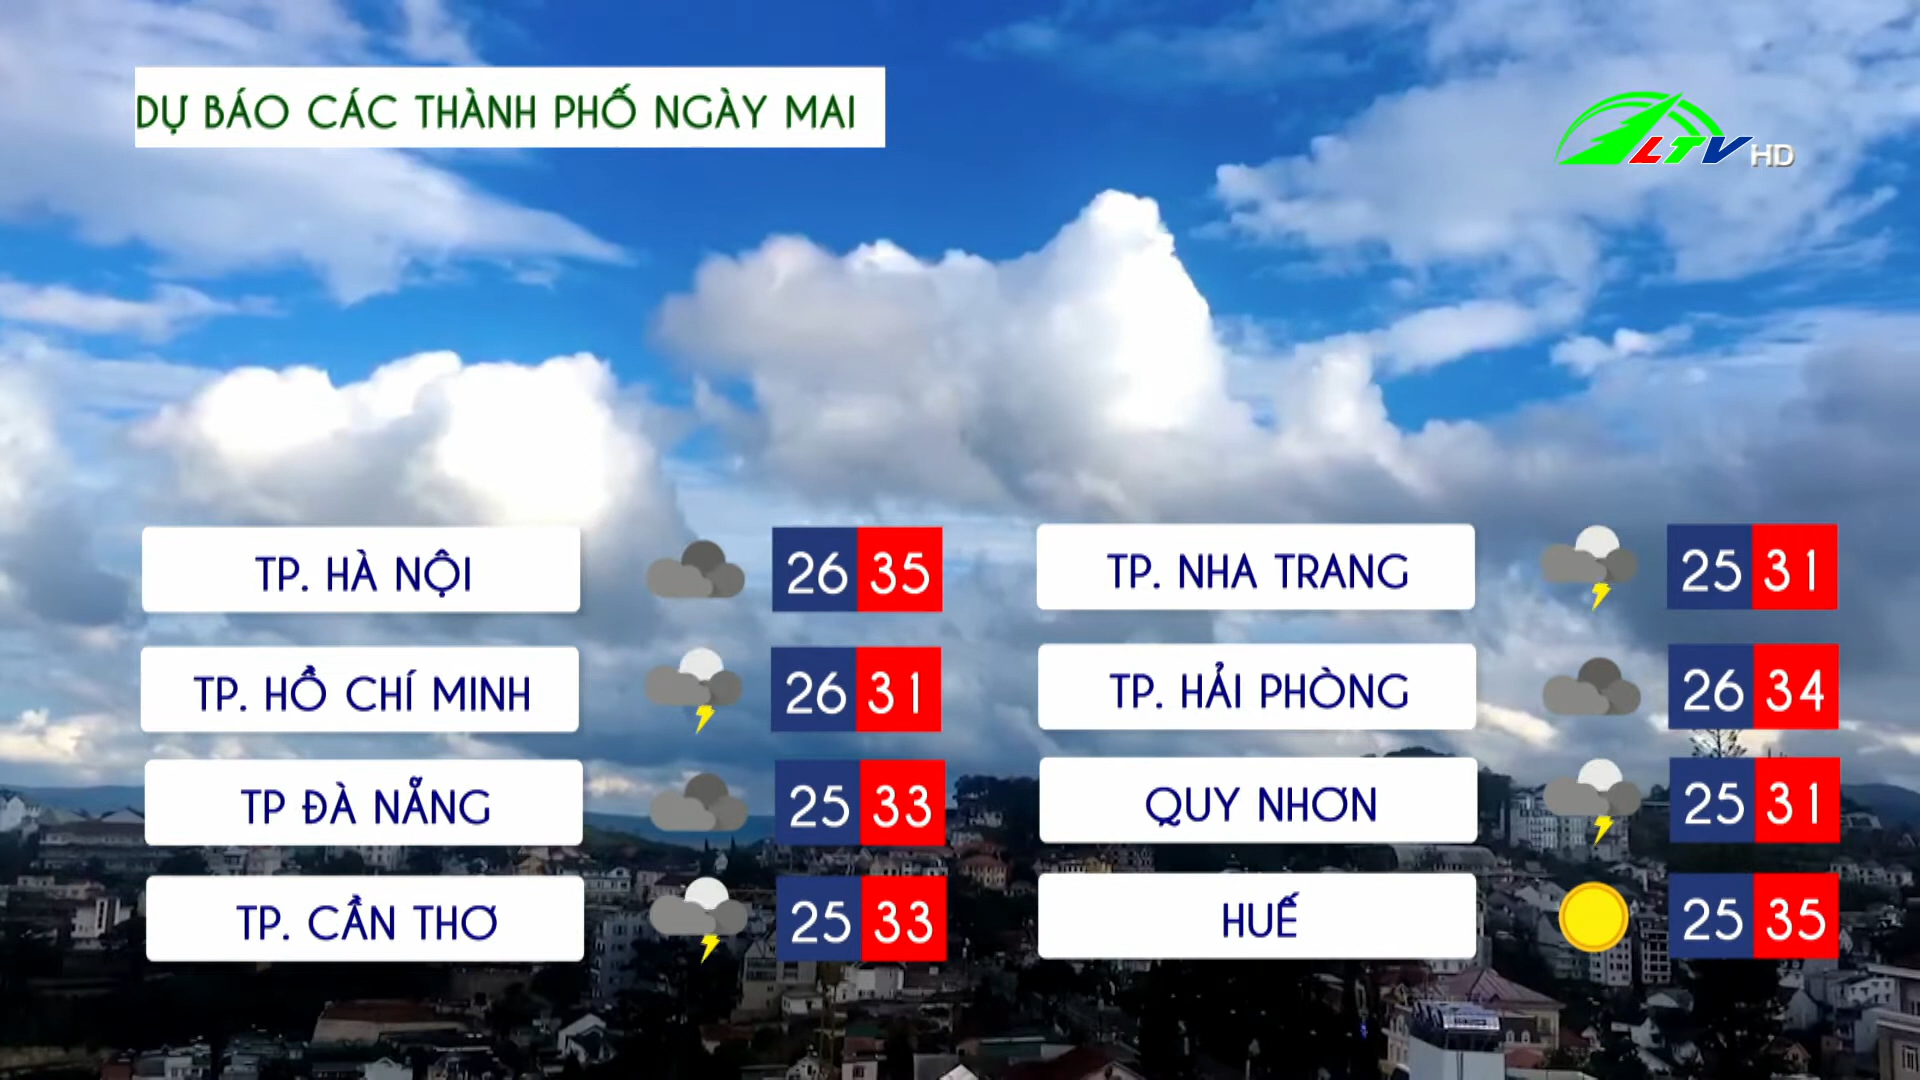 DỰ BÁO CÁC THÀNH PHỐ NGÀY MAI
LTV HD
TP. HÀ NỘI 26 35
TP. NHA TRANG 25 31
TP. HỒ CHÍ MINH 26 31
TP. HẢI PHÒNG 26 34
TP ĐÀ NẴNG 25 33
QUY NHƠN 25 31
TP. CẦN THƠ 25 33
HUẾ 25 35